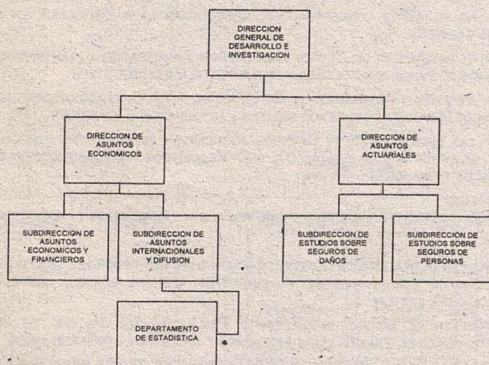 DIRECCION
GENERAL DE
DESARROLLO E
INVESTIGACION
DIRECCION DE
ASUNTOS
ECONOMICOS
DIRECCION DE
ASUNTOS
ACTUARIALES
SUBDIRECCION DE
ASUNTOS
ECONOMICOS Y
FINANCIEROS
SUBDIRECCION DE
ASUNTOS
INTERNACIONALES
Y DIFUSION
SUBDIRECCION DE
ESTUDIOS SOBRE
SEGUROS DE
DAÑOS
SUBDIRECCION DE
ESTUDIOS SOBRE
SEGUROS DE
PERSONAS
DEPARTAMENTO
DE ESTADISTICA